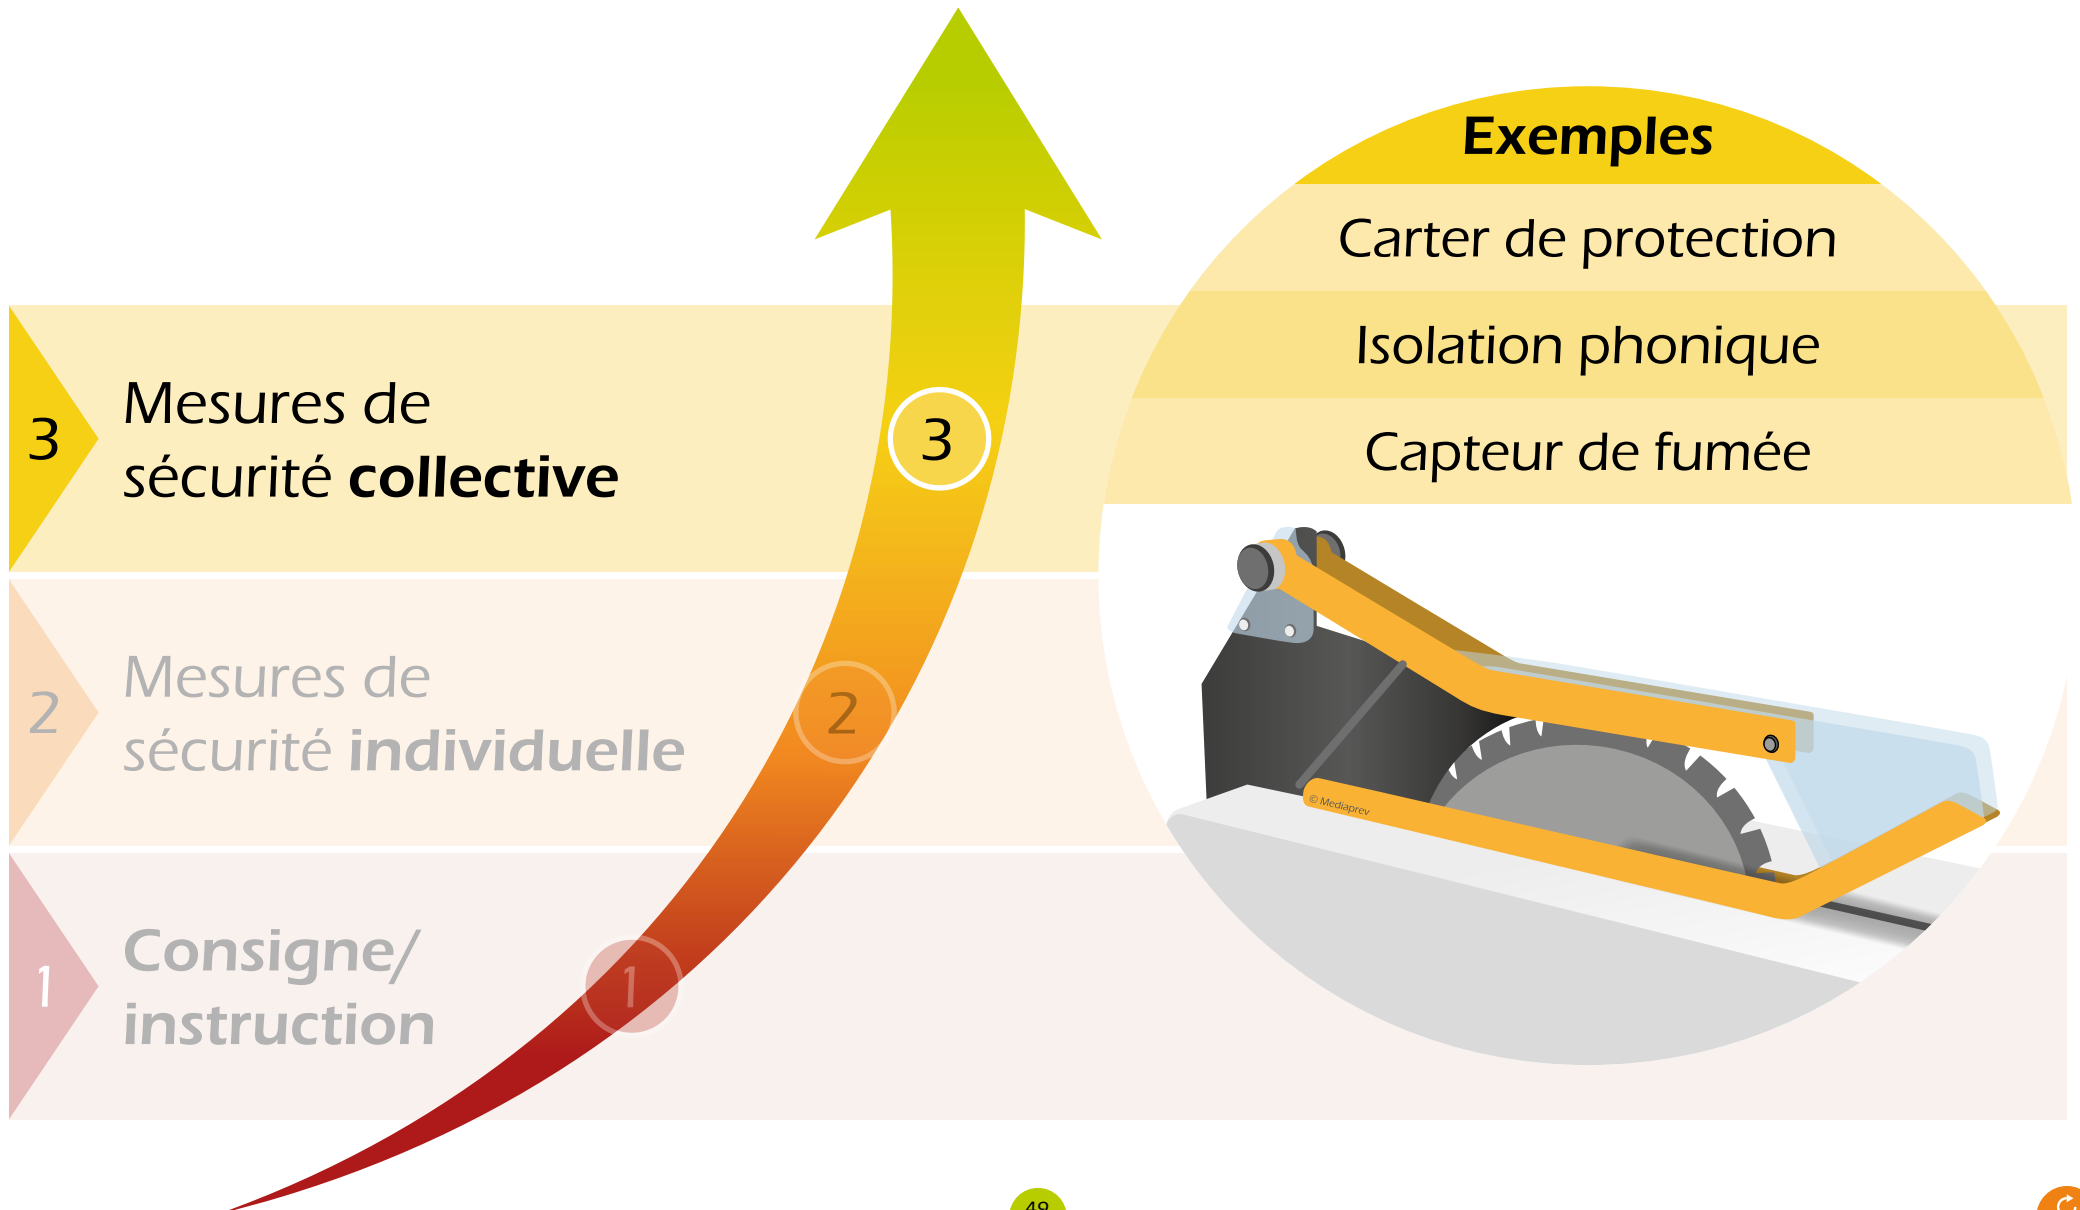 3
Mesures de
sécurité collective
2
Mesures de
sécurité individuelle
1
Consigne/
instruction
3
2
1
Exemples
Carter de protection
Isolation phonique
Capteur de fumée
© Mediaprev
49